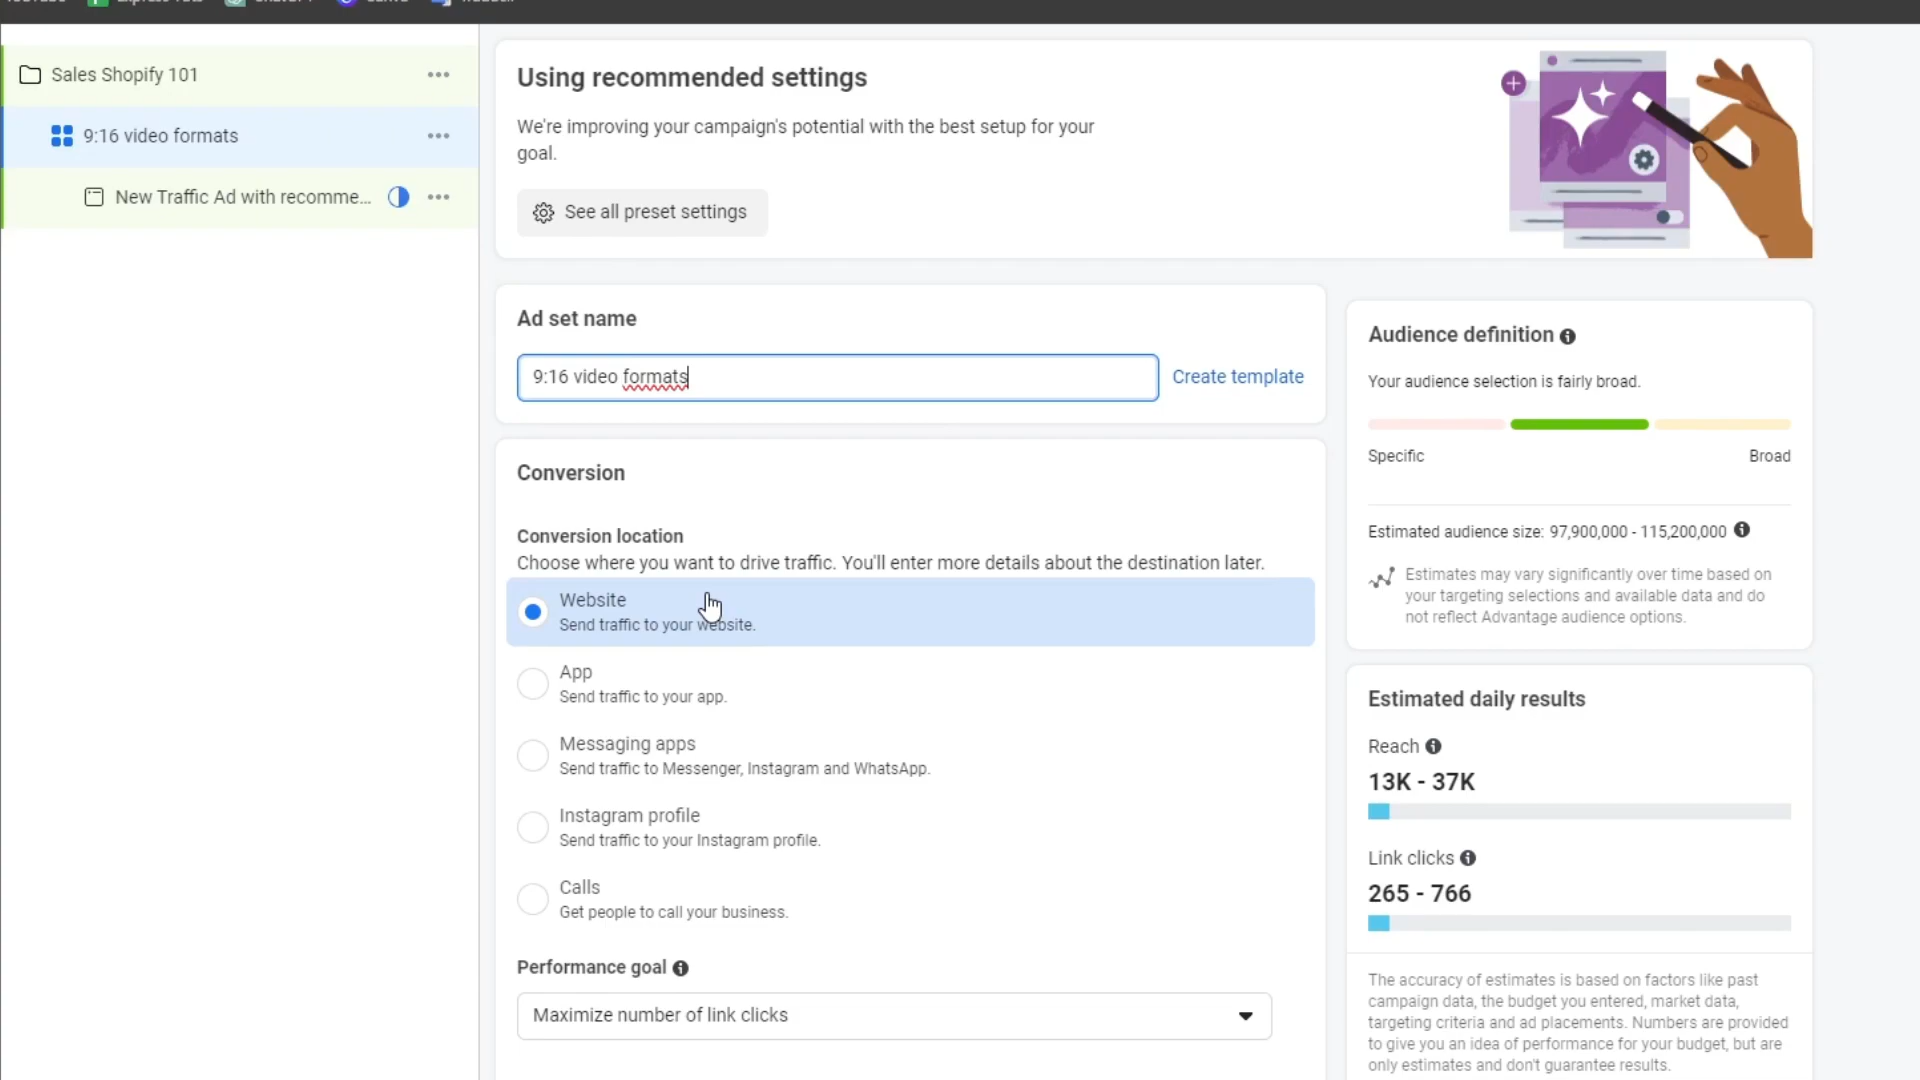 Sales Shopify 101
9:16 video formats
New Traffic Ad with recomme...
Using recommended settings
We're improving your campaign's potential with the best setup for your
goal.
See all preset settings
Ad set name
9:16 video formats
Create template
Conversion
Conversion location
Choose where you want to drive traffic. You'll enter more details about the destination later.
Website
Send traffic to your website.
App
Send traffic to your app.
Messaging apps
Send traffic to Messenger, Instagram and WhatsApp.
Instagram profile
Send traffic to your Instagram profile.
Calls
Get people to call your business.
Performance goal
Maximize number of link clicks
Audience definition
Your audience selection is fairly broad.
Specific
Broad
Estimated audience size: 97,900,000 - 115,200,000
Estimates may vary significantly over time based on
your targeting selections and available data and do
not reflect Advantage audience options.
Estimated daily results
Reach
13K - 37K
Link clicks
265 - 766
The accuracy of estimates is based on factors like past
campaign data, the budget you entered, market data,
targeting criteria and ad placements. Numbers are provided
to give you an idea of performance for your budget, but are
only estimates and don't guarantee results.